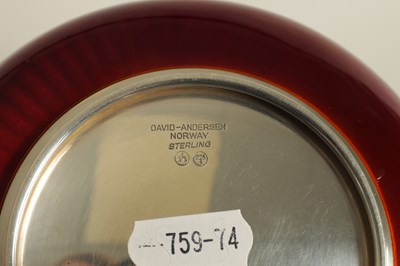 DAVID-ANDERSEN
NORWAY
STERLING
759-74